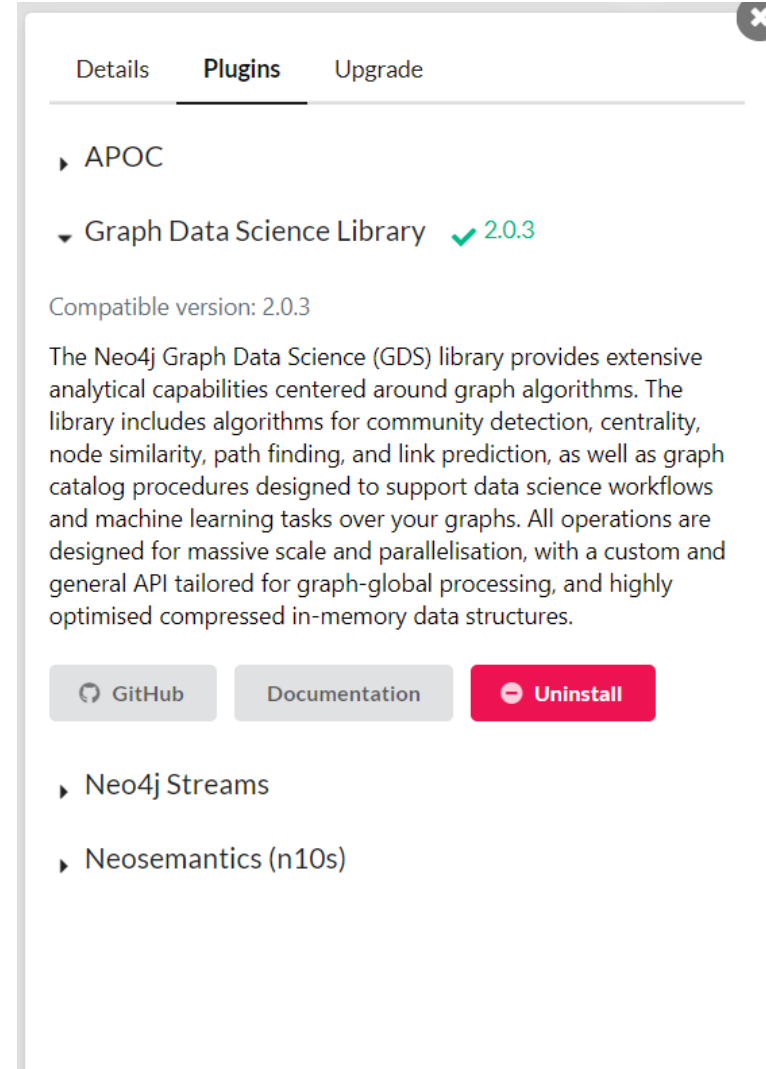 Details Plugins Upgrade
APOC
Graph Data Science Library 2.0.3
Compatible version: 2.0.3
The Neo4j Graph Data Science (GDS) library provides extensive
analytical capabilities centered around graph algorithms. The
library includes algorithms for community detection, centrality,
node similarity, path finding, and link prediction, as well as graph
catalog procedures designed to support data science workflows
and machine learning tasks over your graphs. All operations are
designed for massive scale and parallelisation, with a custom and
general API tailored for graph-global processing, and highly
optimised compressed in-memory data structures.
GitHub Documentation Uninstall
Neo4j Streams
Neosemantics (n10s)